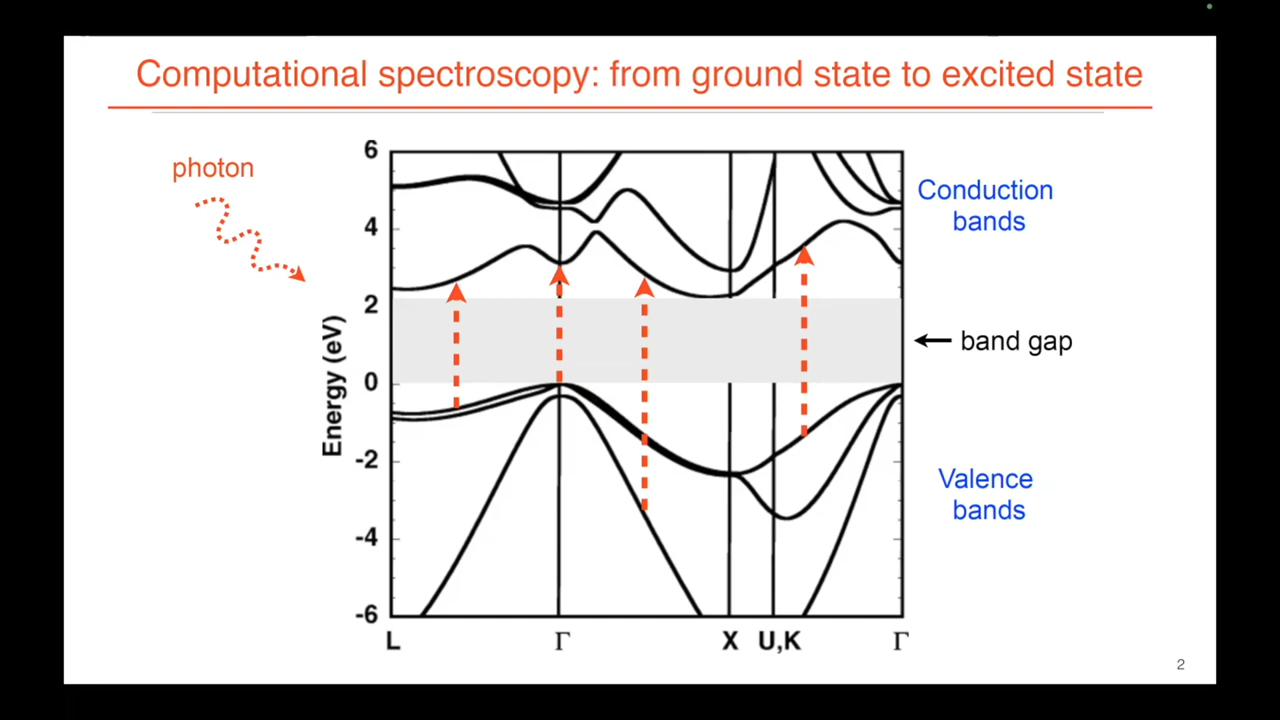 Computational spectroscopy: from ground state to excited state
photon
Conduction
bands
band gap
Valence
bands
Energy (eV)
6
4
2
0
-2
-4
-6
L
Γ
X
U,K
Γ
2